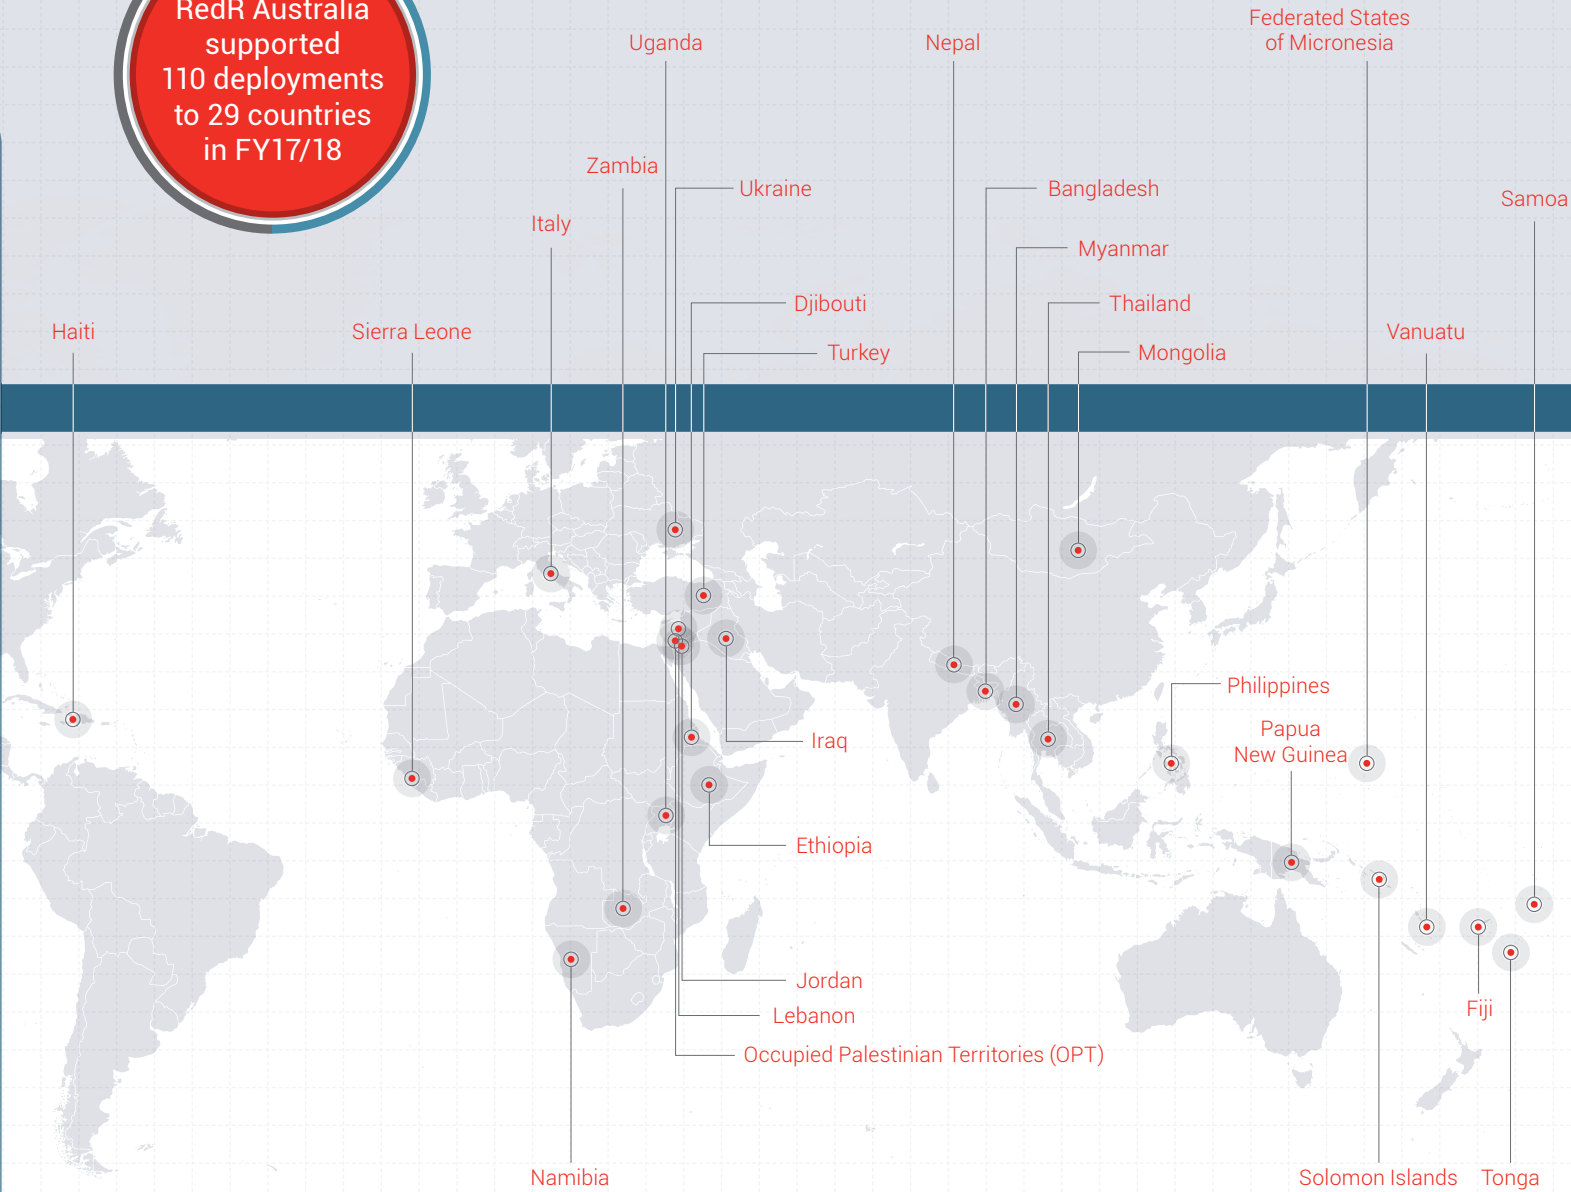 RedR Australia
supported
110 deployments
to 29 countries
in FY17/18
Federated States
of Micronesia
Uganda
Nepal
Zambia
Ukraine
Bangladesh
Samoa
Italy
Myanmar
Djibouti
Thailand
Haiti
Sierra Leone
Vanuatu
Turkey
Mongolia
Philippines
Papua
New Guinea
Iraq
Ethiopia
Jordan
Lebanon
Fiji
Occupied Palestinian Territories (OPT)
Namibia
Solomon Islands
Tonga